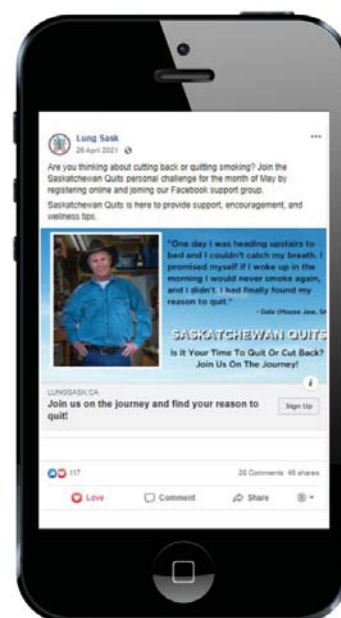 Lung Sask
26 April 2021
Are you thinking about cutting back or quitting smoking? Join the
Saskatchewan Quits personal challenge for the month of May by
registering online and joining our Facebook support group.
Saskatchewan Quits is here to provide support, encouragement, and
wellness tips.
"One day I was heading upstairs to
bed and I couldn't catch my breath. I
promised myself if I woke up in the
morning I would never smoke again,
and I didn't. I had finally found my
reason to quit."
- Dale (Moose Jaw,
SASKATCHEWAN QUITS
Is It Your Time To Quit Or Cut Back?
Join Us On The Journey!
LUNGSASK.CA
Join us on the journey and find your reason to
quit!
Sign Up
117
28 Comments
Love
Comment
Share